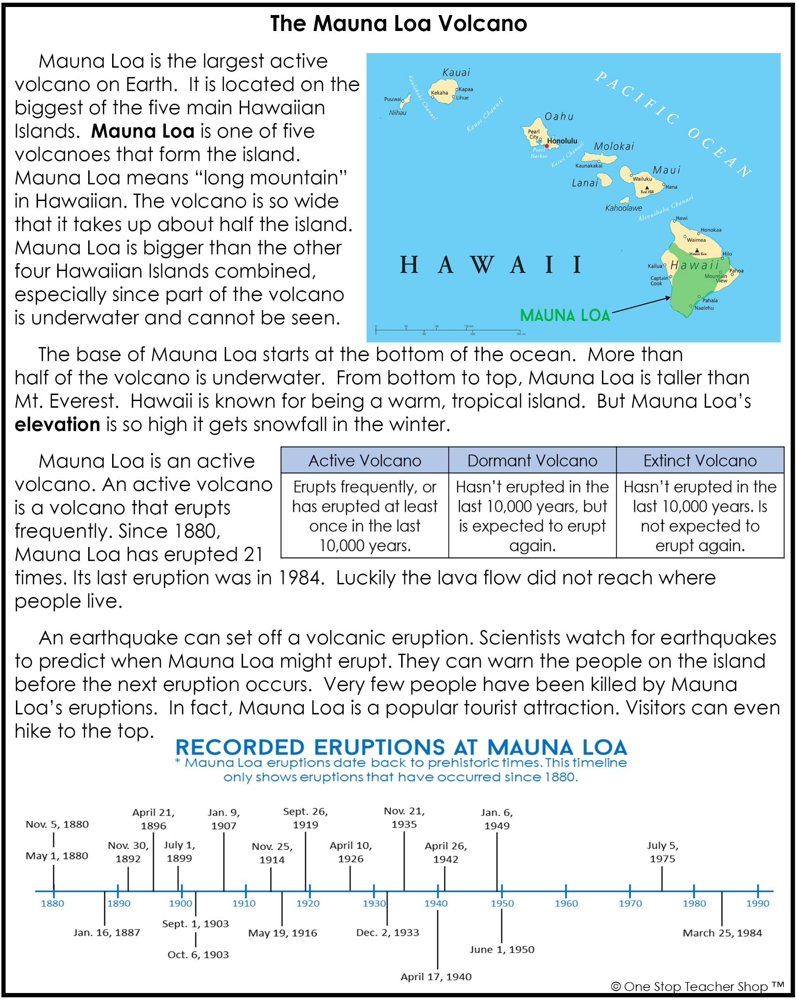 The Mauna Loa Volcano
Mauna Loa is the largest active
volcano on Earth.  It is located on the
biggest of the five main Hawaiian
Islands.  Mauna Loa is one of five
volcanoes that form the island.
Mauna Loa means “long mountain”
in Hawaiian. The volcano is so wide
that it takes up about half the island.
Mauna Loa is bigger than the other
four Hawaiian Islands combined,
especially since part of the volcano
is underwater and cannot be seen.
Kauai
Kapaa
Kekaha
Lihue
Puuwai
Niihau
Kaulakahi Channel
Kauai Channel
PACIFIC OCEAN
Oahu
Pearl
City
Honolulu
Pearl
Harbor
Kaiwi Channel
Molokai
Kaunakakai
Lanai
Maui
Wailuku
Hana
Red Hill
Kahoolawe
Alenuihaha Channel
Hawi
Honokaa
Waimea
Mauna Kea
Hilo
HAWAII
Kailua
Hawaii
Pahoa
Mountain
View
Captain
Cook
Pahala
Naalehu
MAUNA LOA
0 50 100 150 km
0 50 100 150 mi
The base of Mauna Loa starts at the bottom of the ocean.  More than
half of the volcano is underwater.  From bottom to top, Mauna Loa is taller than
Mt. Everest.  Hawaii is known for being a warm, tropical island.  But Mauna Loa’s
elevation is so high it gets snowfall in the winter.
Mauna Loa is an active
volcano. An active volcano
is a volcano that erupts
frequently. Since 1880,
Mauna Loa has erupted 21
times. Its last eruption was in 1984.  Luckily the lava flow did not reach where
people live.
Active Volcano
Erupts frequently, or
has erupted at least
once in the last
10,000 years.
Dormant Volcano
Hasn’t erupted in the
last 10,000 years, but
is expected to erupt
again.
Extinct Volcano
Hasn’t erupted in the
last 10,000 years. Is
not expected to
erupt again.
An earthquake can set off a volcanic eruption. Scientists watch for earthquakes
to predict when Mauna Loa might erupt. They can warn the people on the island
before the next eruption occurs.  Very few people have been killed by Mauna
Loa’s eruptions.  In fact, Mauna Loa is a popular tourist attraction. Visitors can even
hike to the top.
RECORDED ERUPTIONS AT MAUNA LOA
* Mauna Loa eruptions date back to prehistoric times. This timeline
only shows eruptions that have occurred since 1880.
Nov. 5, 1880
May 1, 1880
Nov. 30,
1892
April 21,
1896
July 1,
1899
Jan. 9,
1907
Nov. 25,
1914
Sept. 26,
1919
April 10,
1926
Nov. 21,
1935
April 26,
1942
Jan. 6,
1949
July 5,
1975
1880 1890 1900 1910 1920 1930 1940 1950 1960 1970 1980 1990
Jan. 16, 1887
Sept. 1, 1903
Oct. 6, 1903
May 19, 1916
Dec. 2, 1933
April 17, 1940
June 1, 1950
March 25, 1984
© One Stop Teacher Shop ™